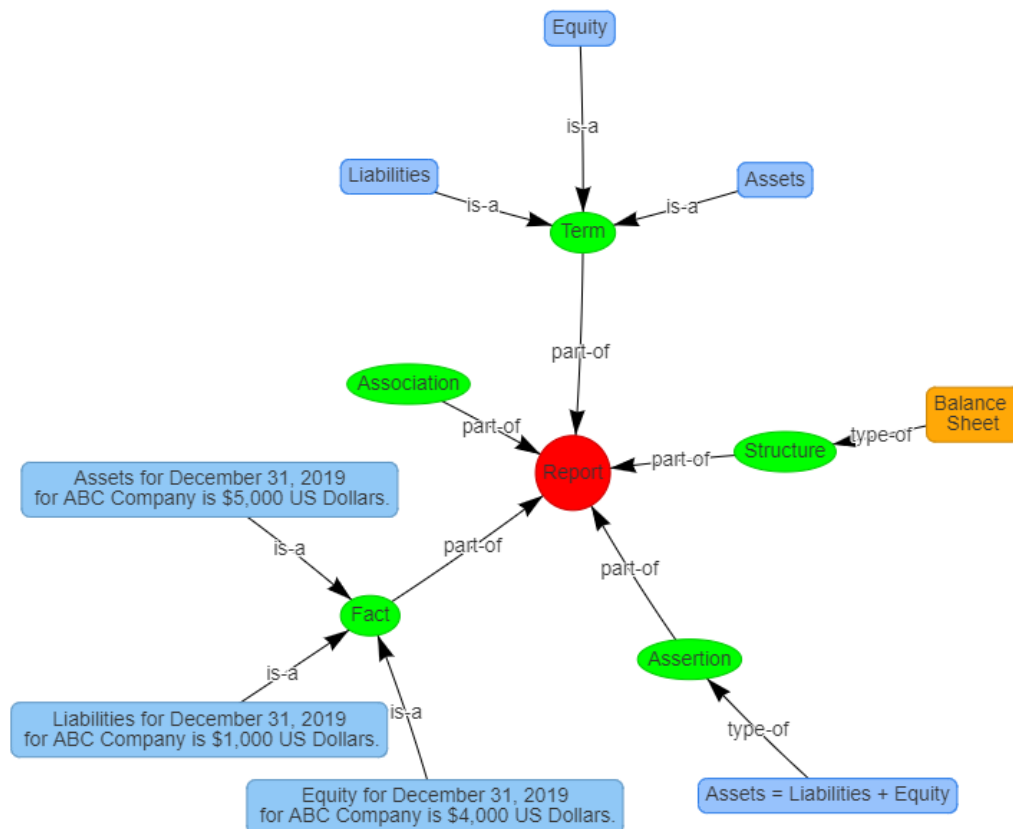 Equity
is-a
Liabilities
Assets
is-a
is-a
Term
part-of
Association
Balance
Sheet
part-of
type-of
Structure
part-of
Report
Assets for December 31, 2019
for ABC Company is $5,000 US Dollars.
is-a
part-of
part-of
Fact
Assertion
is-a
Liabilities for December 31, 2019
for ABC Company is $1,000 US Dollars.
is-a
type-of
Equity for December 31, 2019
for ABC Company is $4,000 US Dollars.
Assets = Liabilities + Equity